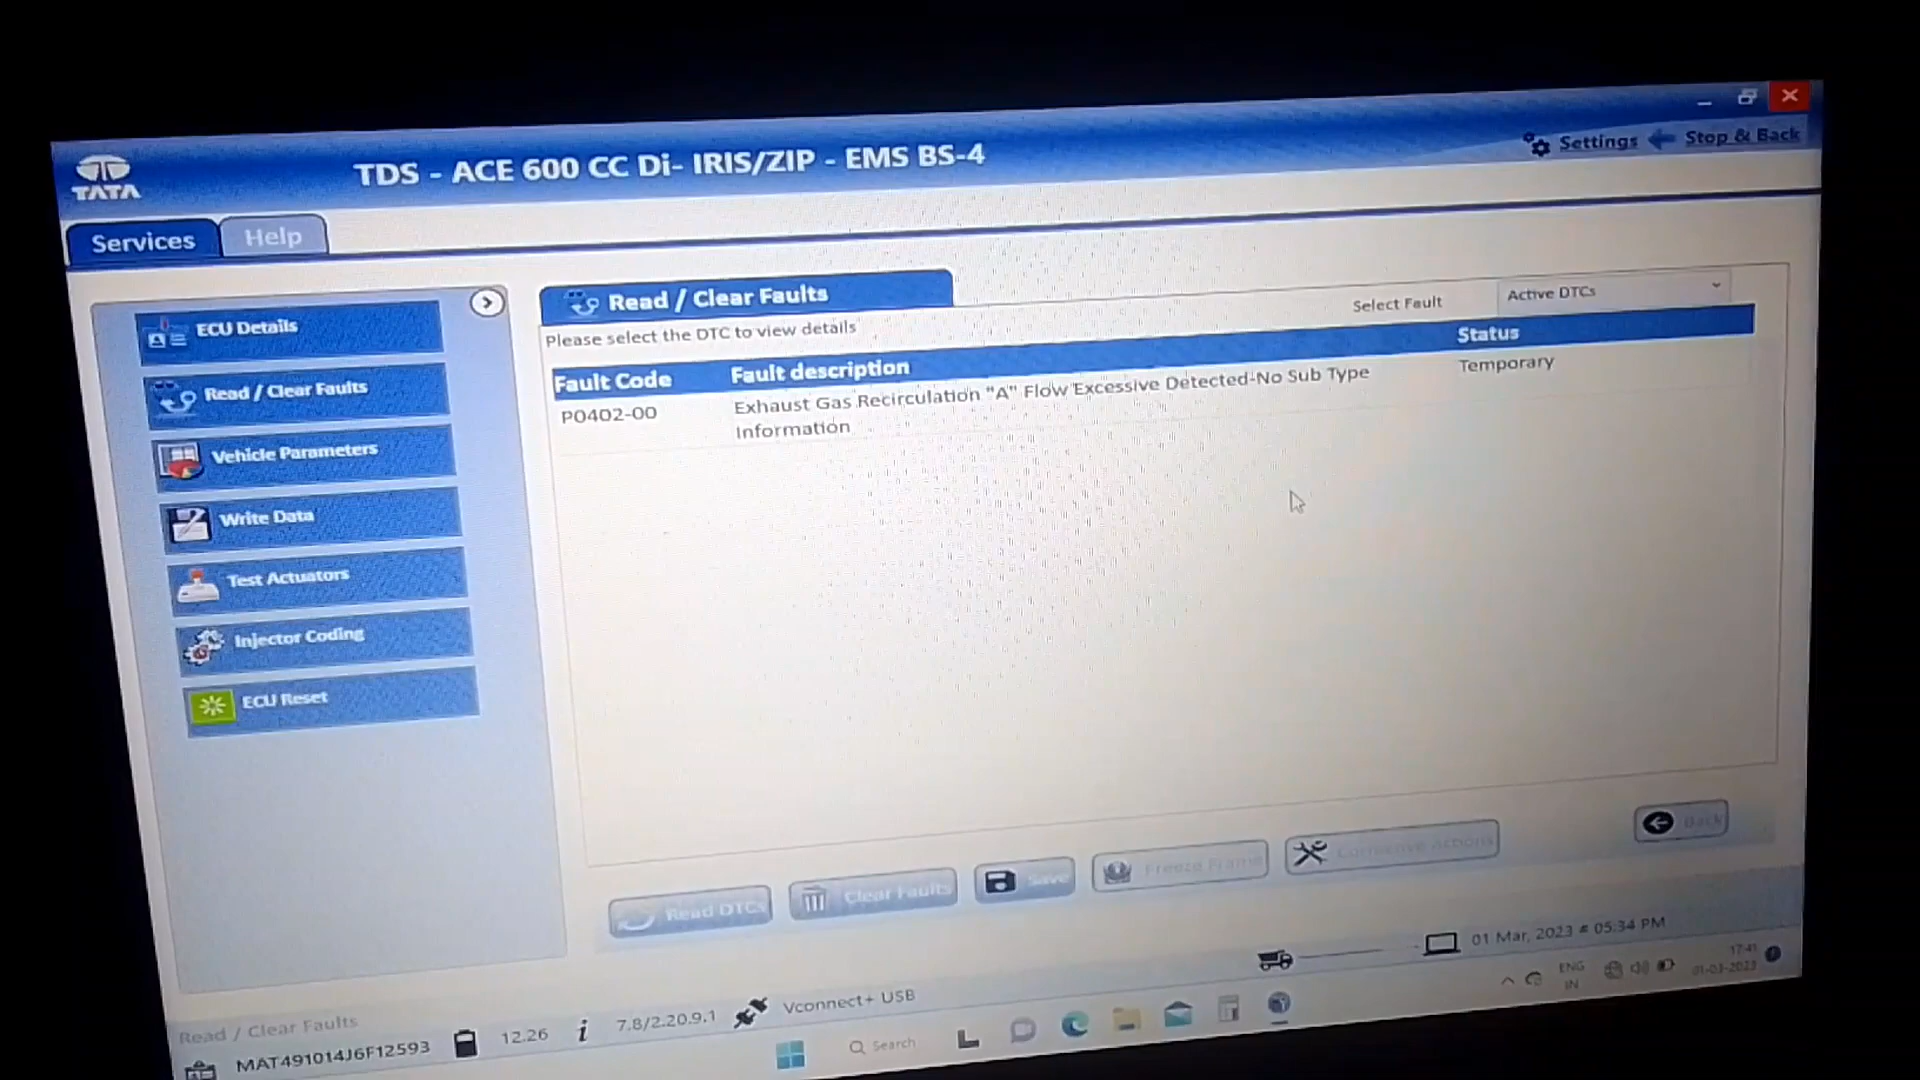 TATA
TDS - ACE 600 CC Di- IRIS/ZIP - EMS BS-4
Settings
Stop & Back
Services
Help
ECU Details
Read / Clear Faults
Vehicle Parameters
Write Data
Test Actuators
Injector Coding
ECU Reset
Read / Clear Faults
Please select the DTC to view details
Select Fault
Active DTCs
Fault Code
Fault description
Status
P0402-00
Exhaust Gas Recirculation "A" Flow Excessive Detected-No Sub Type
Information
Temporary
Read DTCs
Clear Faults
Save
Freeze Frame
Corrective Actions
Back
01 Mar, 2023 05:34 PM
Read / Clear Faults
MAT491014J6F12593
12.26
7.8/2.20.9.1
Vconnect+ USB
Search
ENG
IN
17:41
01-03-2023